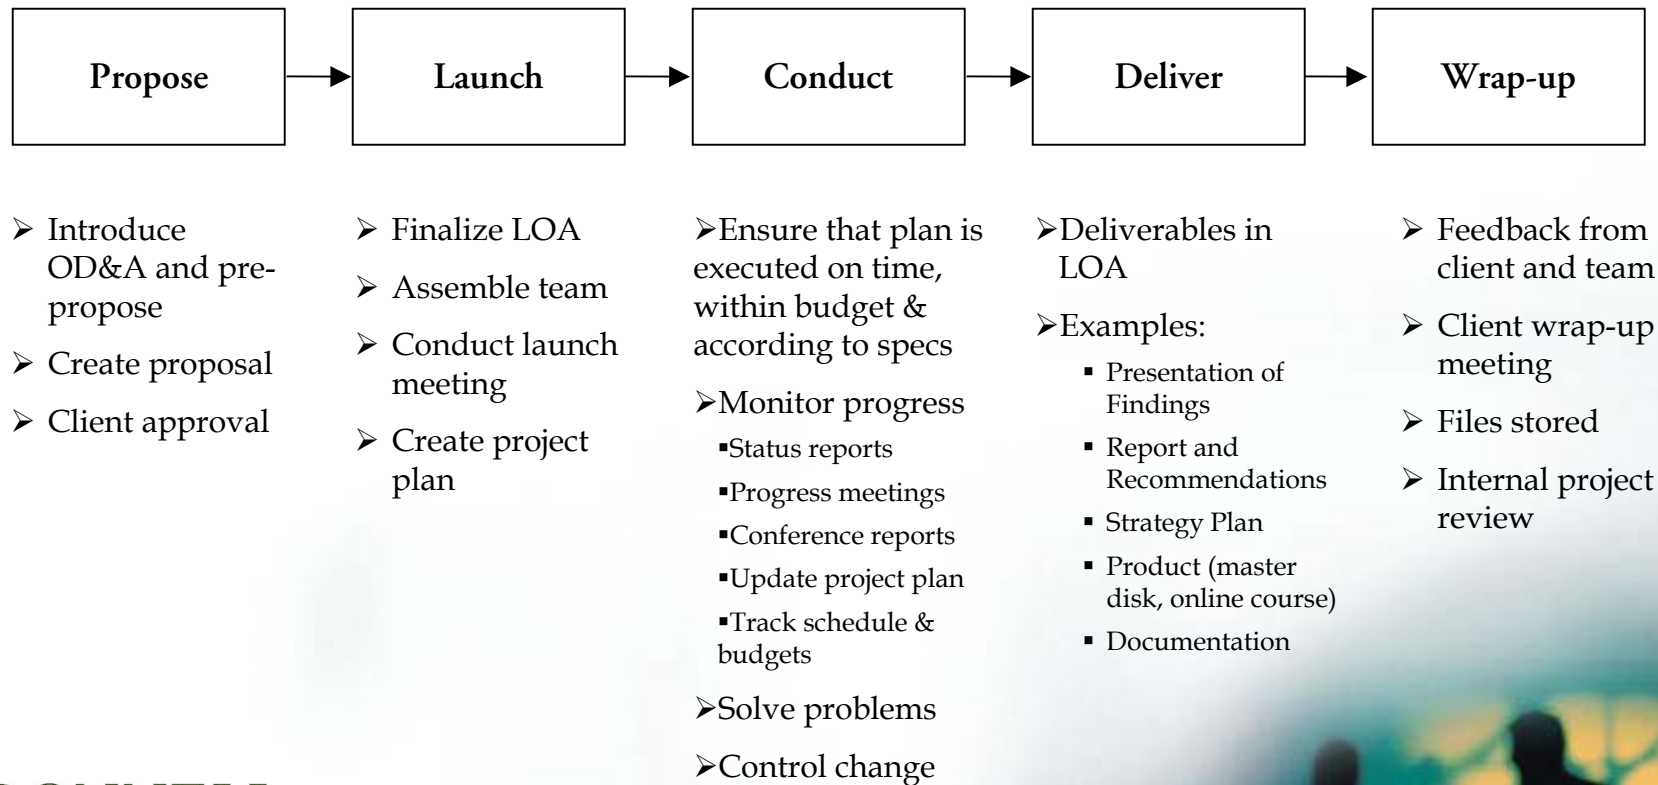 Propose
Launch
Conduct
Deliver
Wrap-up
➢ Introduce
OD&A and pre-
propose
➢ Create proposal
➢ Client approval
➢ Finalize LOA
➢ Assemble team
➢ Conduct launch
meeting
➢ Create project
plan
➢Ensure that plan is
executed on time,
within budget &
according to specs
➢Monitor progress
▪Status reports
▪Progress meetings
▪Conference reports
▪Update project plan
▪Track schedule &
budgets
➢Solve problems
➢Control change
➢Deliverables in
LOA
➢Examples:
▪ Presentation of
Findings
▪ Report and
Recommendations
▪ Strategy Plan
▪ Product (master
disk, online course)
▪ Documentation
➢ Feedback from
client and team
➢ Client wrap-up
meeting
➢ Files stored
➢ Internal project
review